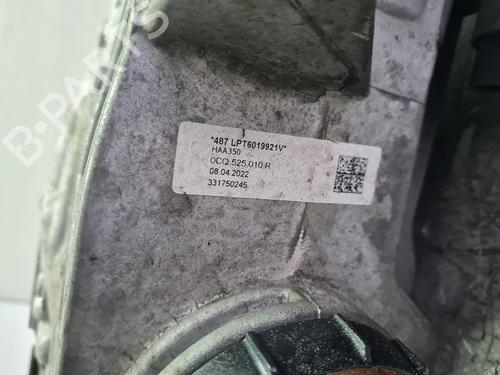 B-PARTS
"487 LPT6019921V"
HAA350
0CQ.525.010.R
08.04.2022
331750245